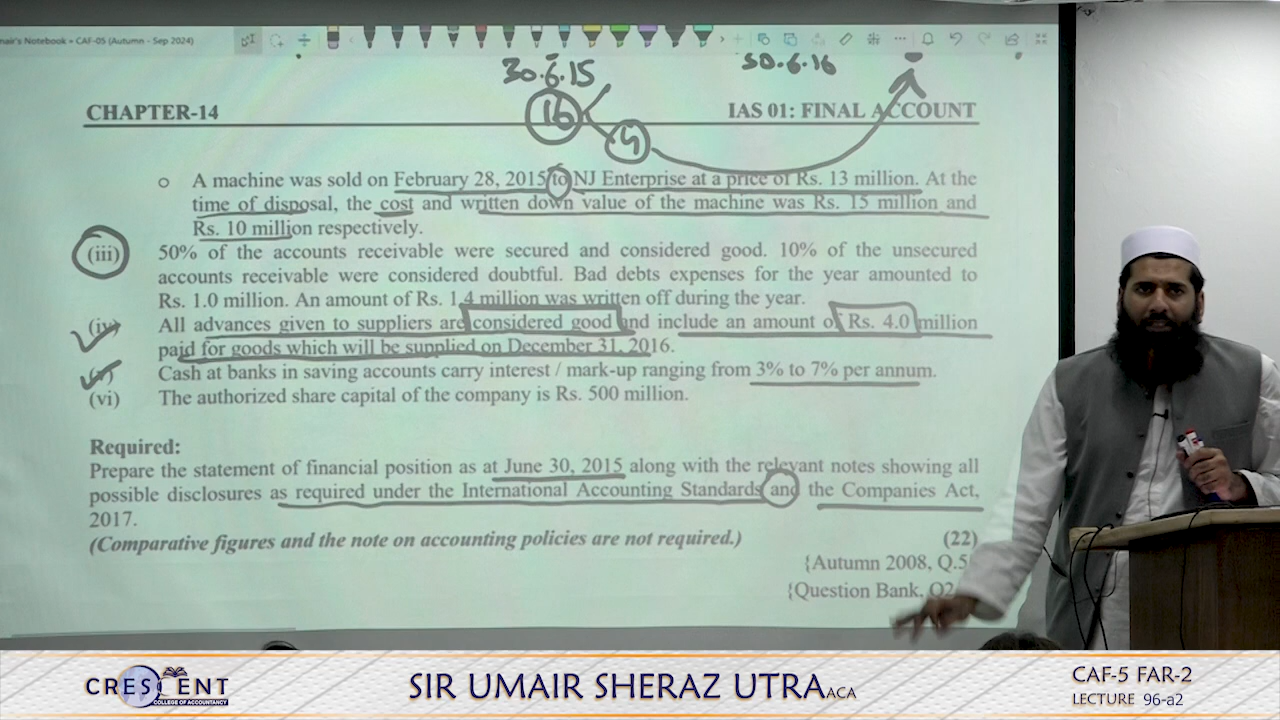 mair's Notebook » CAF-05 (Autumn - Sep 2024)
30.6.15
30.6.16
16
4
CHAPTER-14 IAS 01: FINAL ACCOUNT
o A machine was sold on February 28, 2015 to NJ Enterprise at a price of Rs. 13 million. At the
time of disposal, the cost and written down value of the machine was Rs. 15 million and
Rs. 10 million respectively.
(iii) 50% of the accounts receivable were secured and considered good. 10% of the unsecured
accounts receivable were considered doubtful. Bad debts expenses for the year amounted to
Rs. 1.0 million. An amount of Rs. 1.4 million was written off during the year.
(iv) All advances given to suppliers are considered good and include an amount of Rs. 4.0 million
paid for goods which will be supplied on December 31, 2016.
(v) Cash at banks in saving accounts carry interest / mark-up ranging from 3% to 7% per annum.
(vi) The authorized share capital of the company is Rs. 500 million.
Required:
Prepare the statement of financial position as at June 30, 2015 along with the relevant notes showing all
possible disclosures as required under the International Accounting Standards and the Companies Act,
2017.
(Comparative figures and the note on accounting policies are not required.) (22)
{Autumn 2008, Q.5
{Question Bank, Q2
CRESCENT
COLLEGE OF ACCOUNTANCY
SIR UMAIR SHERAZ UTRA ACA
CAF-5 FAR-2
LECTURE 96-a2